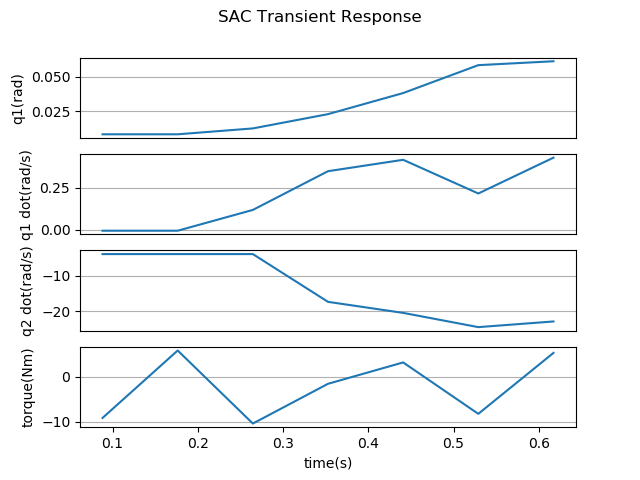 SAC Transient Response
q1(rad)
0.050
0.025
q1 dot(rad/s)
0.25
0.00
q2 dot(rad/s)
−10
−20
torque(Nm)
0
−10
0.1 0.2 0.3 0.4 0.5 0.6
time(s)